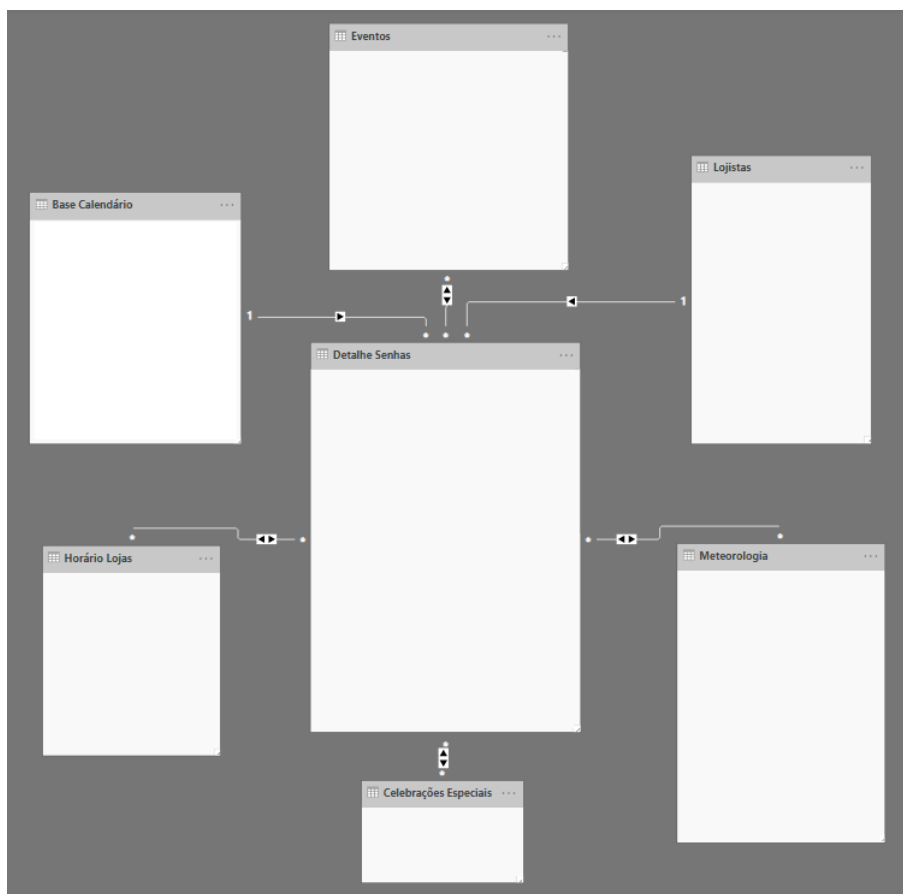 Eventos
Lojistas
Base Calendário
1
1
*
* * *
Detalhe Senhas
*
*
*
*
Horário Lojas
Meteorologia
*
*
Celebrações Especiais